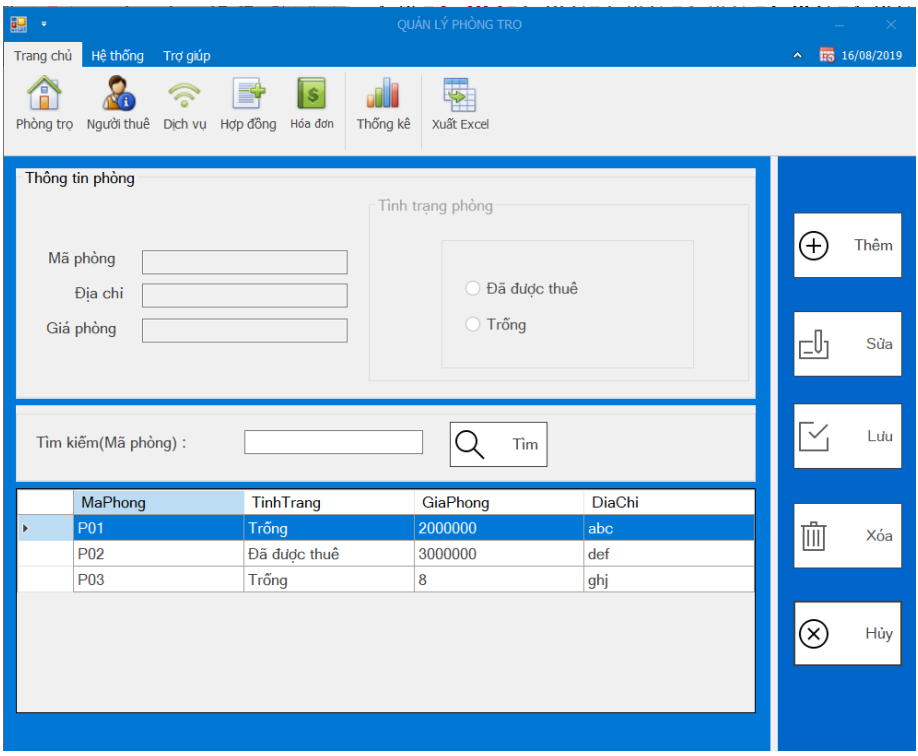 QUẢN LÝ PHÒNG TRỌ
Trang chủ Hệ thống Trợ giúp 16/08/2019
Phòng trọ Người thuê Dịch vụ Hợp đồng Hóa đơn Thống kê Xuất Excel
Thông tin phòng
Tình trạng phòng
Mã phòng
Địa chỉ
Giá phòng
Đã được thuê
Trống
Tìm kiếm(Mã phòng) :
Tìm
MaPhong TinhTrang GiaPhong DiaChi
P01 Trống 2000000 abc
P02 Đã được thuê 3000000 def
P03 Trống 8 ghj
Thêm
Sửa
Lưu
Xóa
Hủy